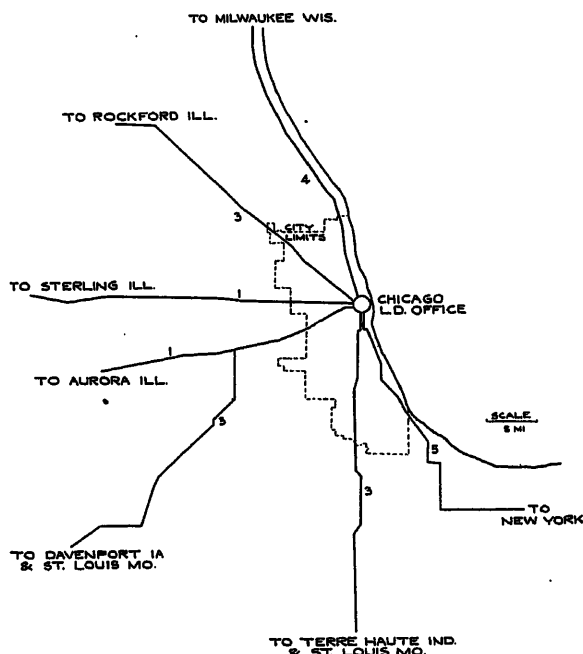 TO MILWAUKEE WIS.
TO ROCKFORD ILL.
4
3
CITY
LIMITS
TO STERLING ILL.
1
CHICAGO
L.D. OFFICE
1
TO AURORA ILL.
SCALE
5 MI
3
5
3
TO
NEW YORK
TO DAVENPORT IA
& ST. LOUIS MO.
TO TERRE HAUTE IND.
& ST. LOUIS MO.